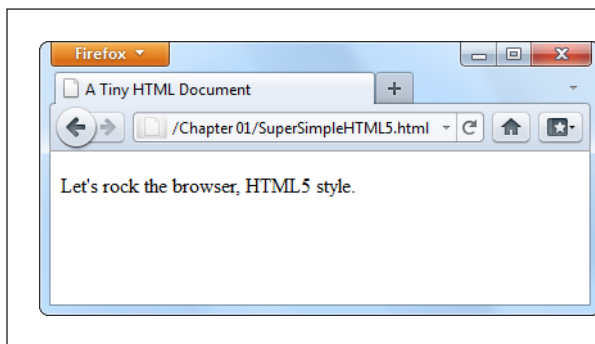 Firefox
A Tiny HTML Document
/Chapter 01/SuperSimpleHTML5.html
Let's rock the browser, HTML5 style.